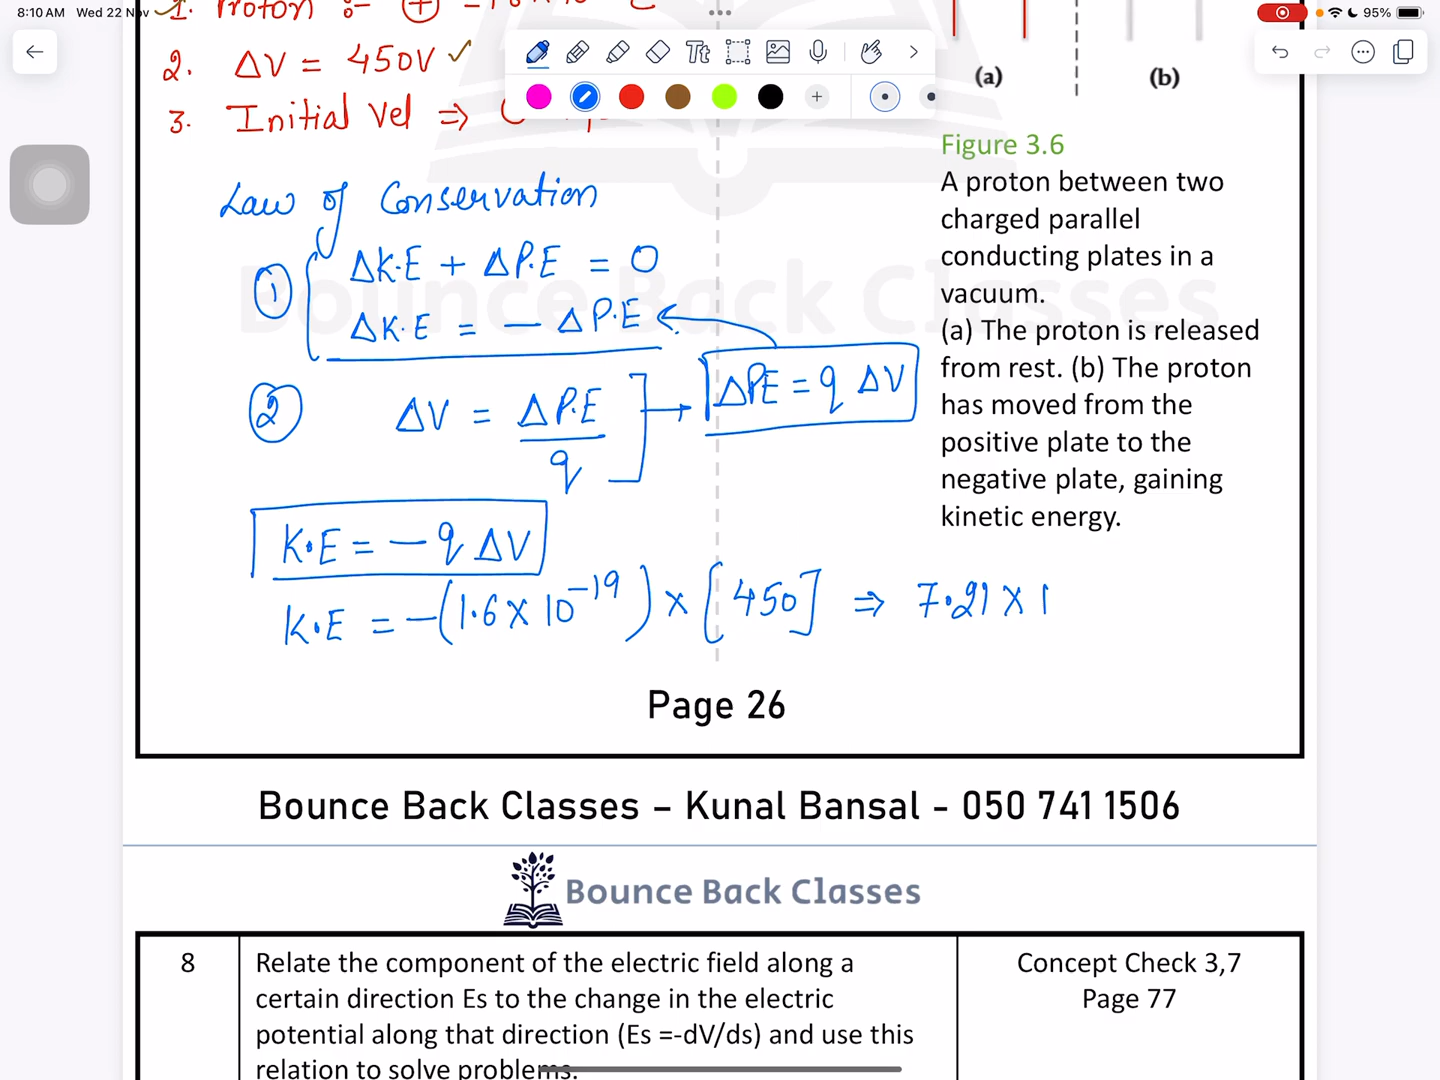 8:10 AM Wed 22 Nov
95%
1. Proton :-
2. ΔV = 450V ✓
3. Initial Vel ⇒
Tt
(a)
(b)
Law of Conservation
① ΔK.E + ΔP.E = 0
ΔK.E = - ΔP.E
② ΔV = ΔP.E / q → ΔPE = q ΔV
K.E = - q ΔV
K.E = -(1.6 × 10⁻¹⁹) × [450] ⇒ 7.21 × 1
Figure 3.6
A proton between two
charged parallel
conducting plates in a
vacuum.
(a) The proton is released
from rest. (b) The proton
has moved from the
positive plate to the
negative plate, gaining
kinetic energy.
Bounce Back Classes
Page 26
Bounce Back Classes – Kunal Bansal - 050 741 1506
Bounce Back Classes
8
Relate the component of the electric field along a
certain direction Es to the change in the electric
potential along that direction (Es =-dV/ds) and use this
relation to solve problems.
Concept Check 3,7
Page 77